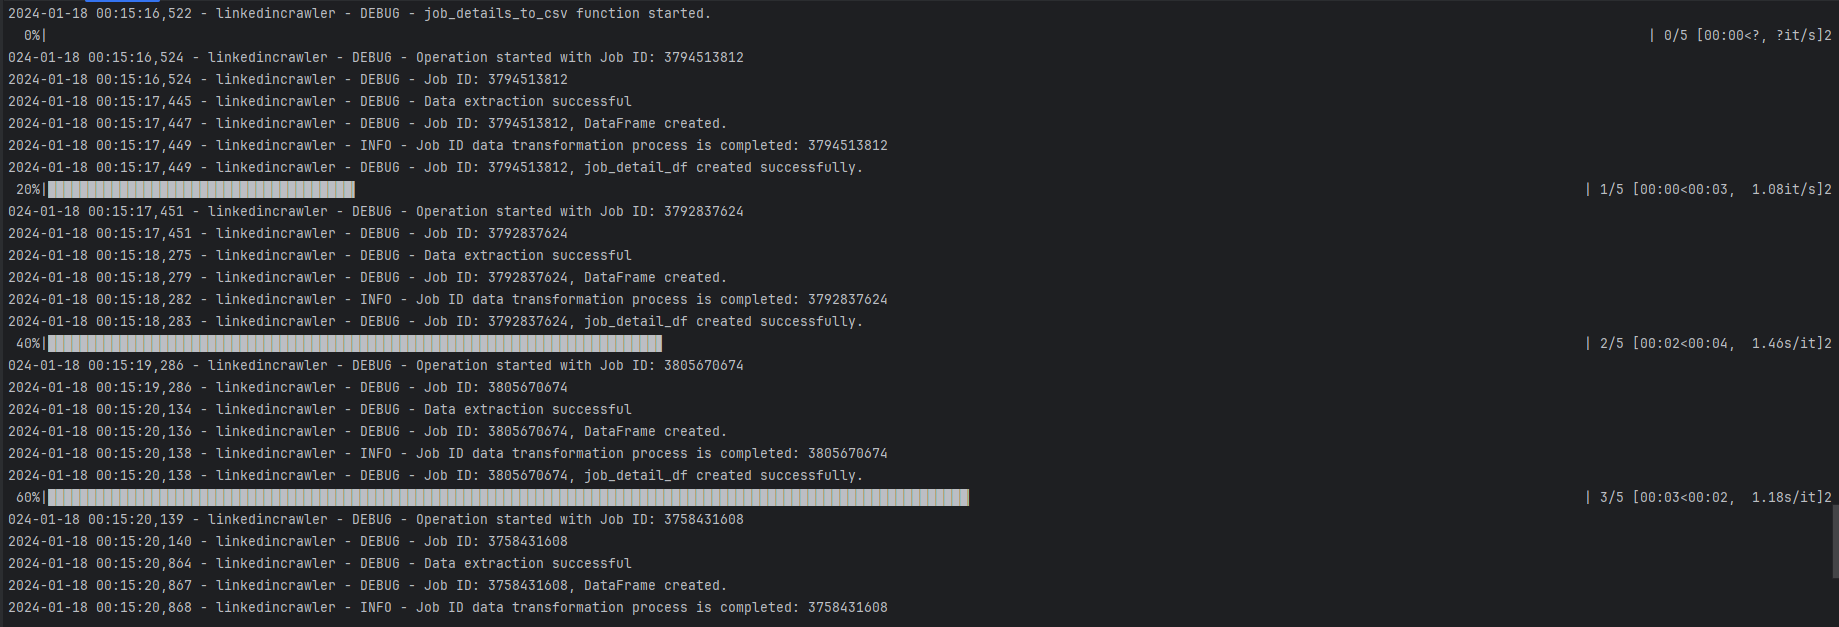 2024-01-18 00:15:16,522 - linkedincrawler - DEBUG - job_details_to_csv function started.
0%| | 0/5 [00:00<?, ?it/s]2
024-01-18 00:15:16,524 - linkedincrawler - DEBUG - Operation started with Job ID: 3794513812
2024-01-18 00:15:16,524 - linkedincrawler - DEBUG - Job ID: 3794513812
2024-01-18 00:15:17,445 - linkedincrawler - DEBUG - Data extraction successful
2024-01-18 00:15:17,447 - linkedincrawler - DEBUG - Job ID: 3794513812, DataFrame created.
2024-01-18 00:15:17,449 - linkedincrawler - INFO - Job ID data transformation process is completed: 3794513812
2024-01-18 00:15:17,449 - linkedincrawler - DEBUG - Job ID: 3794513812, job_detail_df created successfully.
20%| | 1/5 [00:00<00:03, 1.08it/s]2
024-01-18 00:15:17,451 - linkedincrawler - DEBUG - Operation started with Job ID: 3792837624
2024-01-18 00:15:17,451 - linkedincrawler - DEBUG - Job ID: 3792837624
2024-01-18 00:15:18,275 - linkedincrawler - DEBUG - Data extraction successful
2024-01-18 00:15:18,279 - linkedincrawler - DEBUG - Job ID: 3792837624, DataFrame created.
2024-01-18 00:15:18,282 - linkedincrawler - INFO - Job ID data transformation process is completed: 3792837624
2024-01-18 00:15:18,283 - linkedincrawler - DEBUG - Job ID: 3792837624, job_detail_df created successfully.
40%| | 2/5 [00:02<00:04, 1.46s/it]2
024-01-18 00:15:19,286 - linkedincrawler - DEBUG - Operation started with Job ID: 3805670674
2024-01-18 00:15:19,286 - linkedincrawler - DEBUG - Job ID: 3805670674
2024-01-18 00:15:20,134 - linkedincrawler - DEBUG - Data extraction successful
2024-01-18 00:15:20,136 - linkedincrawler - DEBUG - Job ID: 3805670674, DataFrame created.
2024-01-18 00:15:20,138 - linkedincrawler - INFO - Job ID data transformation process is completed: 3805670674
2024-01-18 00:15:20,138 - linkedincrawler - DEBUG - Job ID: 3805670674, job_detail_df created successfully.
60%| | 3/5 [00:03<00:02, 1.18s/it]2
024-01-18 00:15:20,139 - linkedincrawler - DEBUG - Operation started with Job ID: 3758431608
2024-01-18 00:15:20,140 - linkedincrawler - DEBUG - Job ID: 3758431608
2024-01-18 00:15:20,864 - linkedincrawler - DEBUG - Data extraction successful
2024-01-18 00:15:20,867 - linkedincrawler - DEBUG - Job ID: 3758431608, DataFrame created.
2024-01-18 00:15:20,868 - linkedincrawler - INFO - Job ID data transformation process is completed: 3758431608